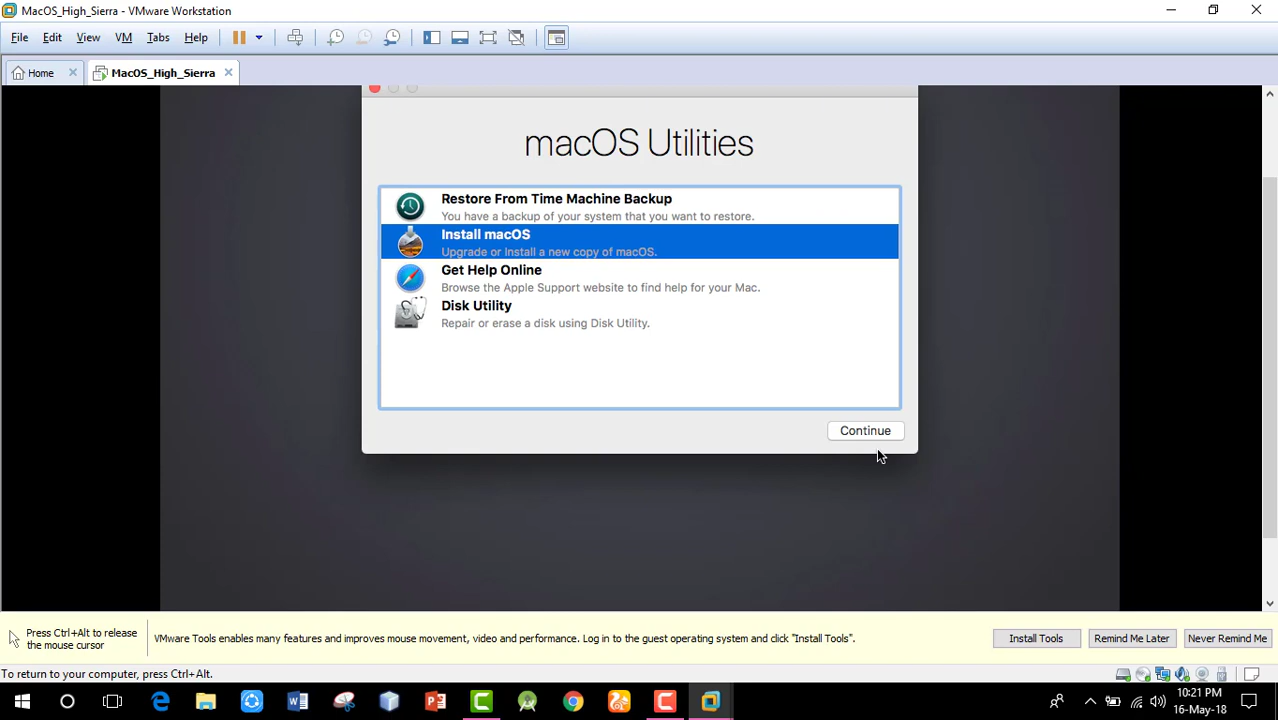 MacOS_High_Sierra - VMware Workstation
File Edit View VM Tabs Help
Home MacOS_High_Sierra
macOS Utilities
Restore From Time Machine Backup
You have a backup of your system that you want to restore.
Install macOS
Upgrade or install a new copy of macOS.
Get Help Online
Browse the Apple Support website to find help for your Mac.
Disk Utility
Repair or erase a disk using Disk Utility.
Continue
Press Ctrl+Alt to release
the mouse cursor
VMware Tools enables many features and improves mouse movement, video and performance. Log in to the guest operating system and click "Install Tools".
Install Tools Remind Me Later Never Remind Me
To return to your computer, press Ctrl+Alt.
10:21 PM
16-May-18